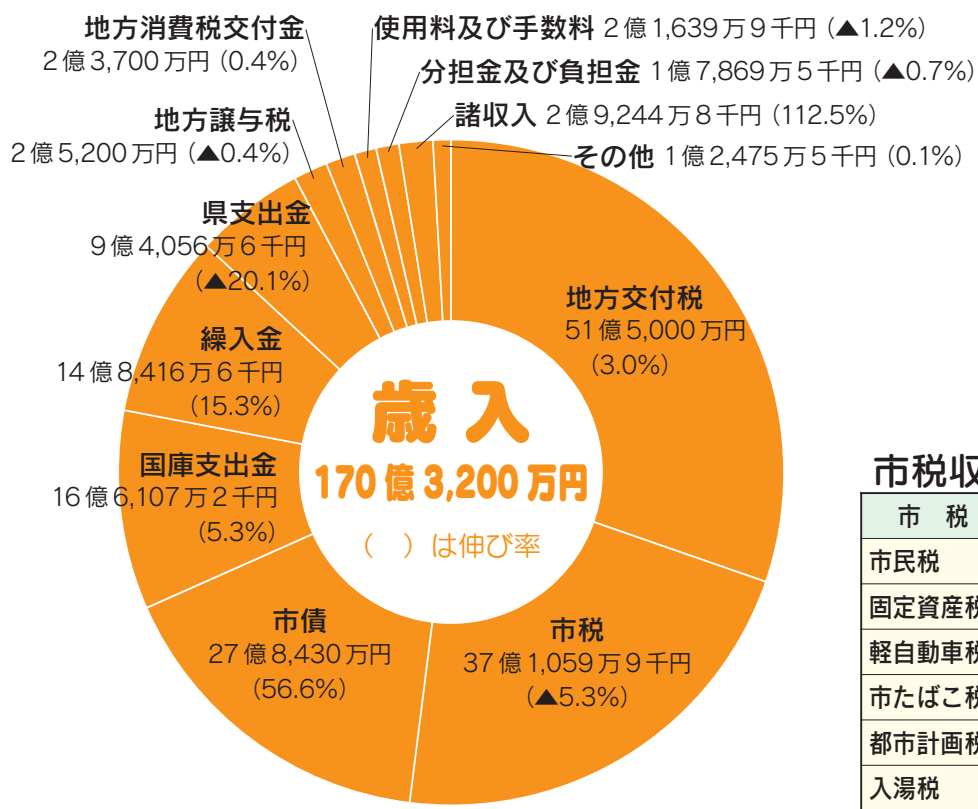 地方消費税交付金
2億3,700万円 (0.4%)
使用料及び手数料 2億1,639万9千円 (▲1.2%)
分担金及び負担金 1億7,869万5千円 (▲0.7%)
諸収入 2億9,244万8千円 (112.5%)
その他 1億2,475万5千円 (0.1%)
地方譲与税
2億5,200万円 (▲0.4%)
県支出金
9億4,056万6千円
(▲20.1%)
繰入金
14億8,416万6千円
(15.3%)
国庫支出金
16億6,107万2千円
(5.3%)
市債
27億8,430万円
(56.6%)
市税
37億1,059万9千円
(▲5.3%)
地方交付税
51億5,000万円
(3.0%)
歳入
170億3,200万円
( )は伸び率
市税収
市 税
市民税
固定資産税
軽自動車税
市たばこ税
都市計画税
入湯税